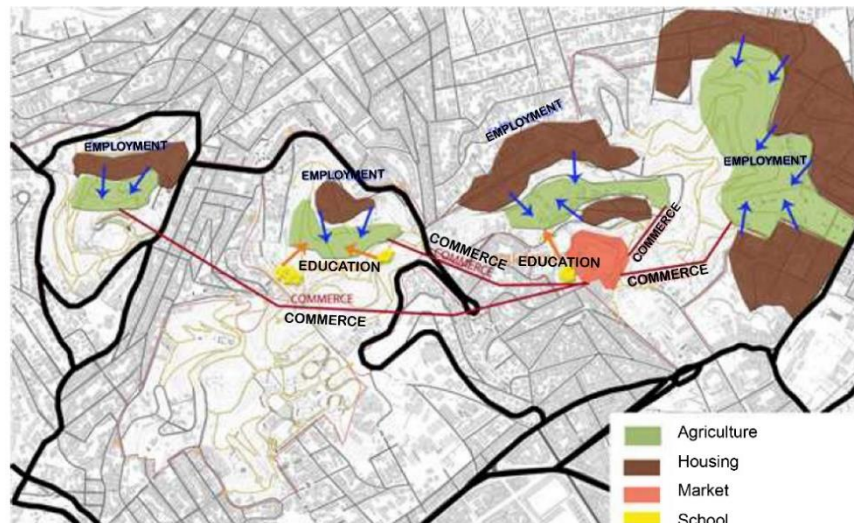 EMPLOYMENT
EMPLOYMENT
EMPLOYMENT
EMPLOYMENT
COMMERCE
COMMERCE
COMMERCE
EDUCATION
EDUCATION
COMMERCE
COMMERCE
COMMERCE
Agriculture
Housing
Market
School